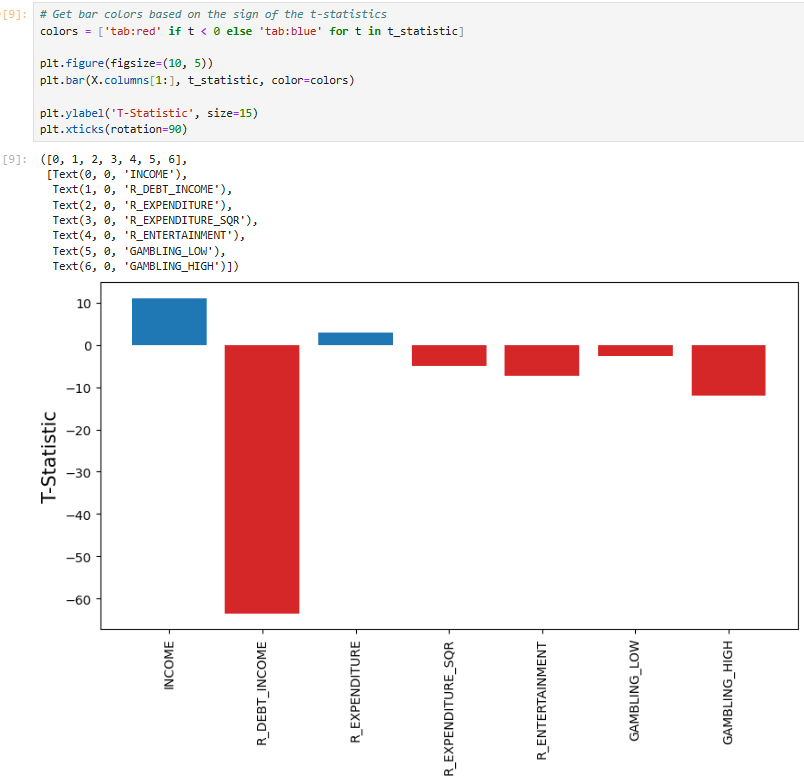 [9]: # Get bar colors based on the sign of the t-statistics
colors = ['tab:red' if t < 0 else 'tab:blue' for t in t_statistic]
plt.figure(figsize=(10, 5))
plt.bar(X.columns[1:], t_statistic, color=colors)
plt.ylabel('T-Statistic', size=15)
plt.xticks(rotation=90)
[9]: ([0, 1, 2, 3, 4, 5, 6],
[Text(0, 0, 'INCOME'),
Text(1, 0, 'R_DEBT_INCOME'),
Text(2, 0, 'R_EXPENDITURE'),
Text(3, 0, 'R_EXPENDITURE_SQR'),
Text(4, 0, 'R_ENTERTAINMENT'),
Text(5, 0, 'GAMBLING_LOW'),
Text(6, 0, 'GAMBLING_HIGH')])
T-Statistic
10
0
−10
−20
−30
−40
−50
−60
INCOME
R_DEBT_INCOME
R_EXPENDITURE
R_EXPENDITURE_SQR
R_ENTERTAINMENT
GAMBLING_LOW
GAMBLING_HIGH